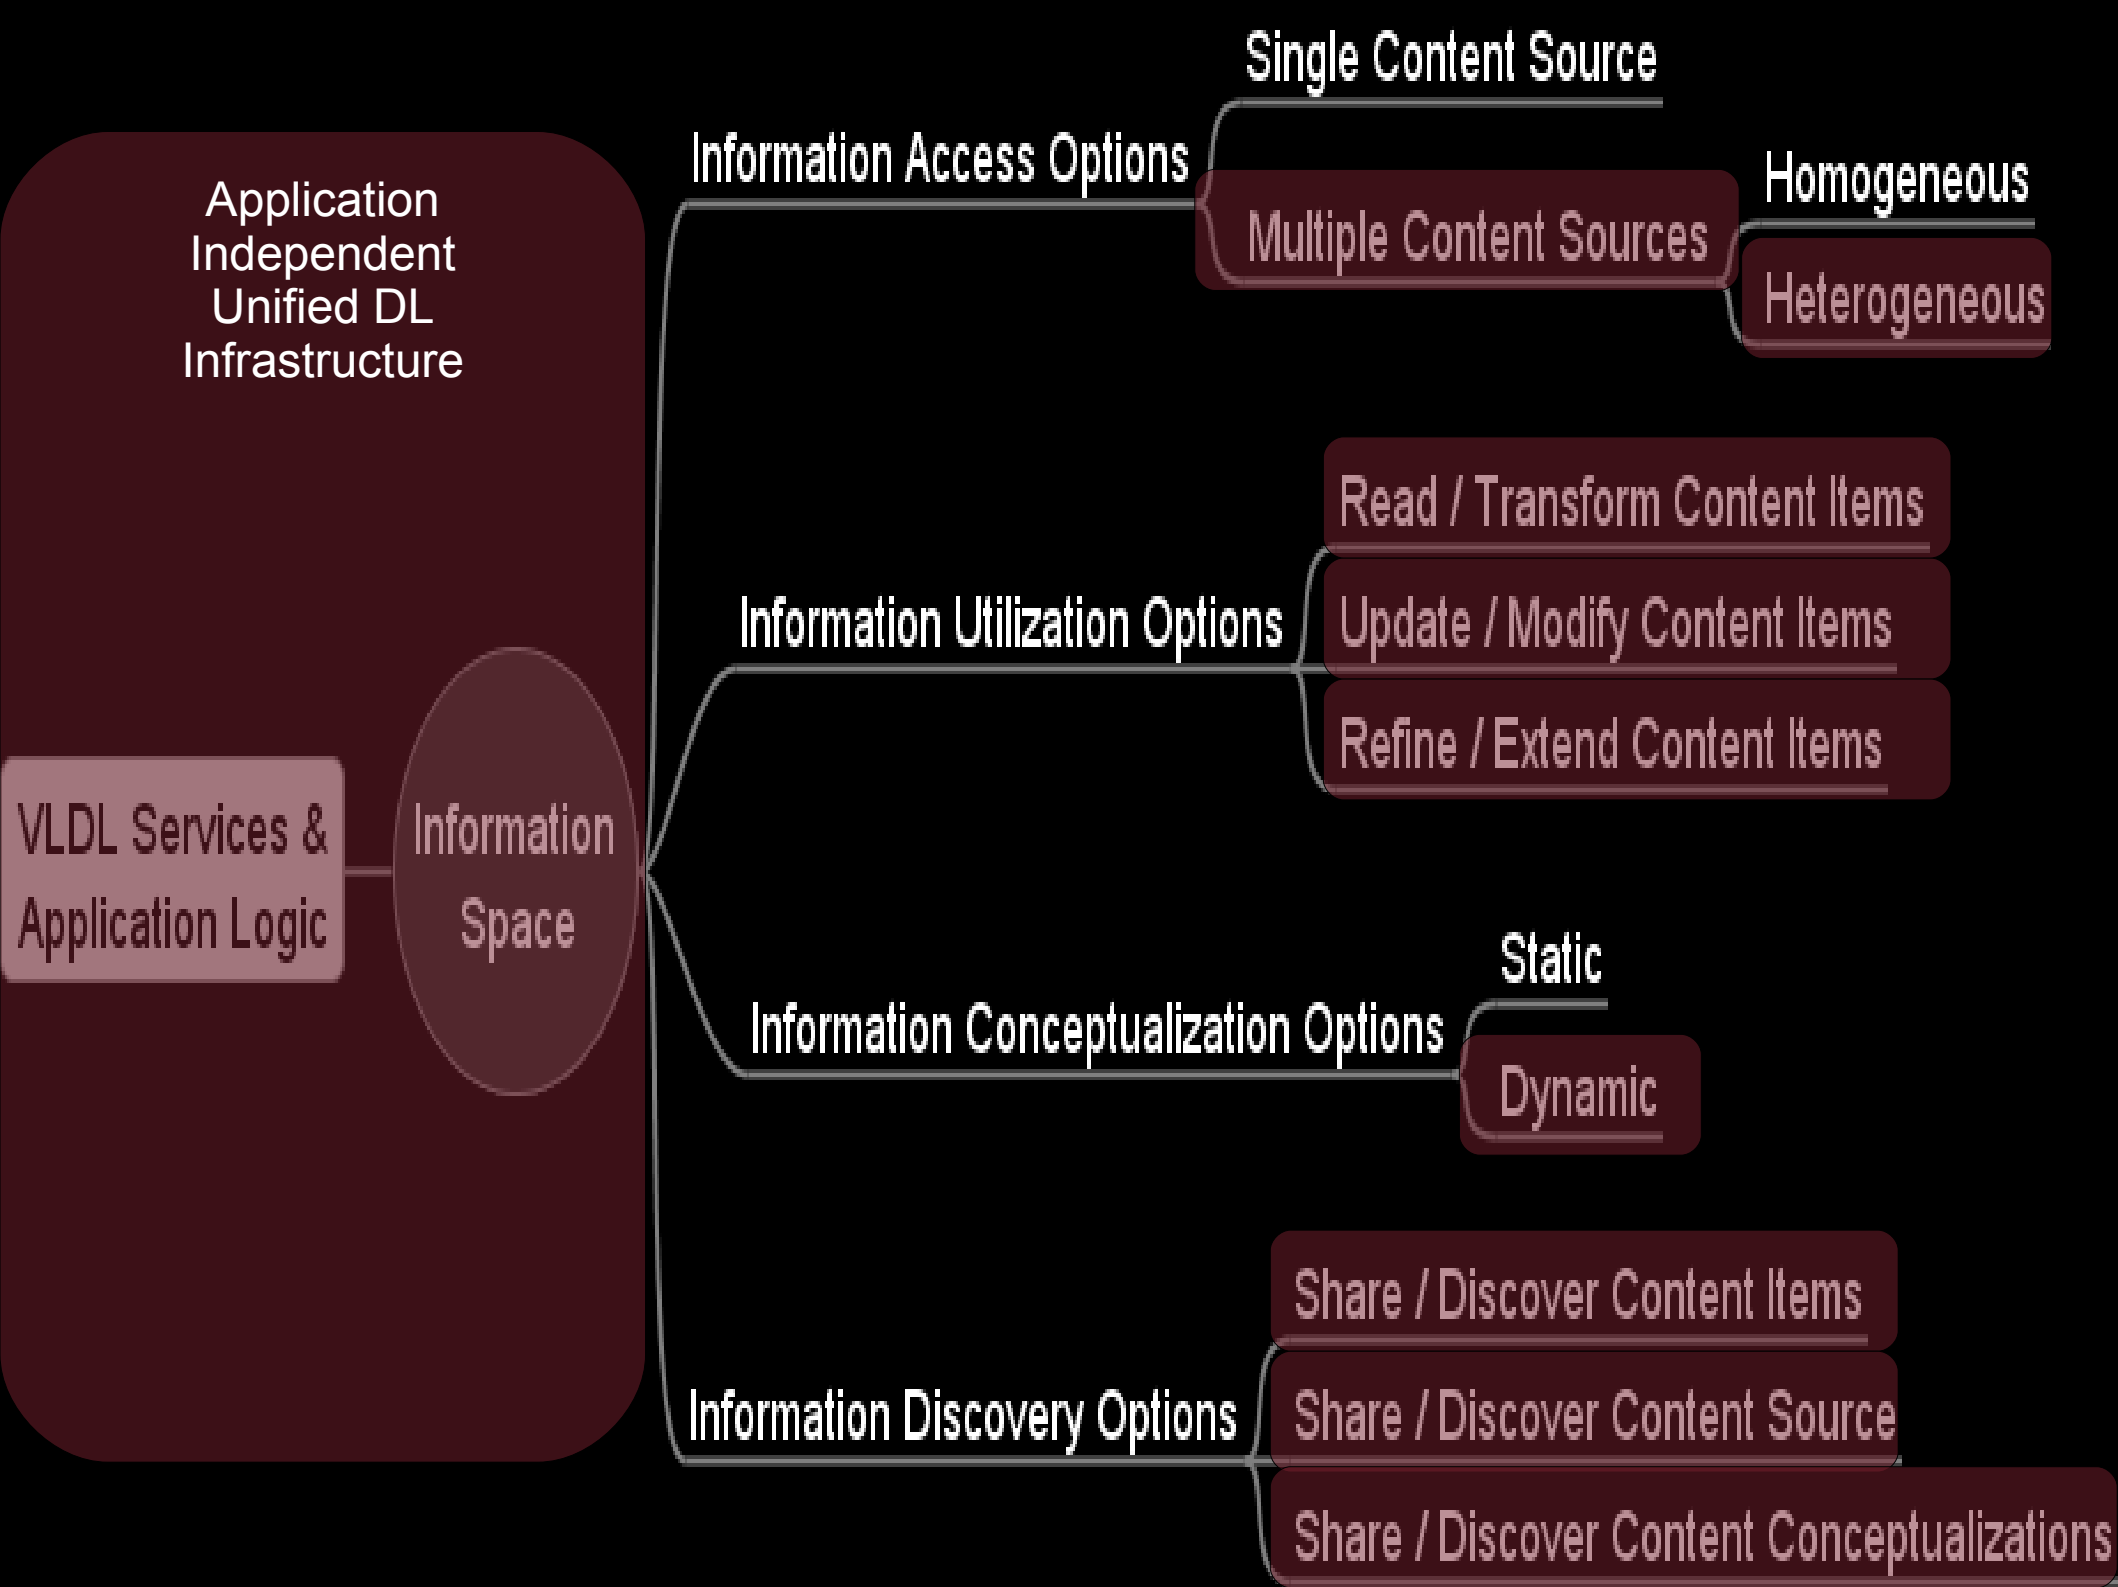 Application
Independent
Unified DL
Infrastructure
VLDL Services &
Application Logic
Information
Space
Information Access Options
Single Content Source
Multiple Content Sources
Homogeneous
Heterogeneous
Information Utilization Options
Read / Transform Content Items
Update / Modify Content Items
Refine / Extend Content Items
Information Conceptualization Options
Static
Dynamic
Information Discovery Options
Share / Discover Content Items
Share / Discover Content Source
Share / Discover Content Conceptualizations